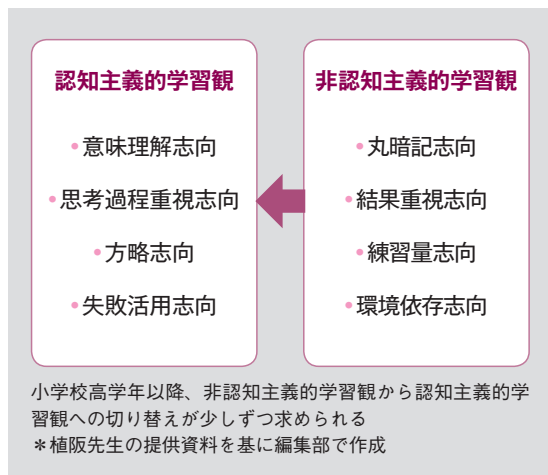 認知主義的学習観
・意味理解志向
・思考過程重視志向
・方略志向
・失敗活用志向
非認知主義的学習観
・丸暗記志向
・結果重視志向
・練習量志向
・環境依存志向
小学校高学年以降、非認知主義的学習観から認知主義的学
習観への切り替えが少しずつ求められる
＊植阪先生の提供資料を基に編集部で作成